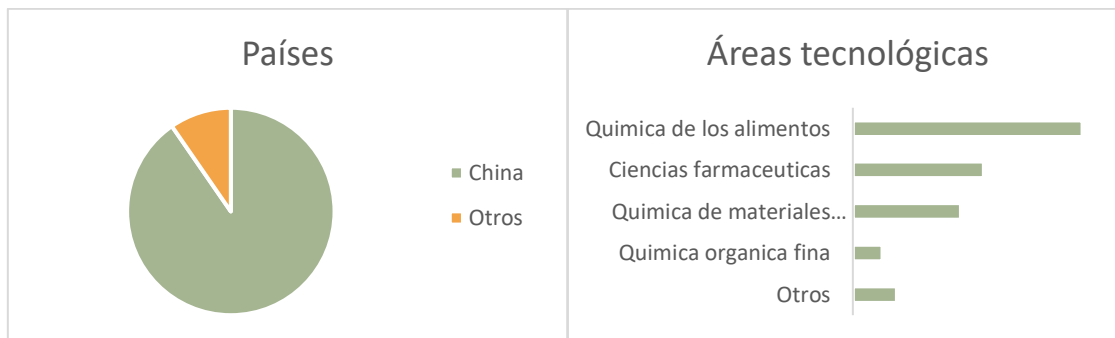 Países
China
Otros
Áreas tecnológicas
Quimica de los alimentos
Ciencias farmaceuticas
Quimica de materiales...
Quimica organica fina
Otros